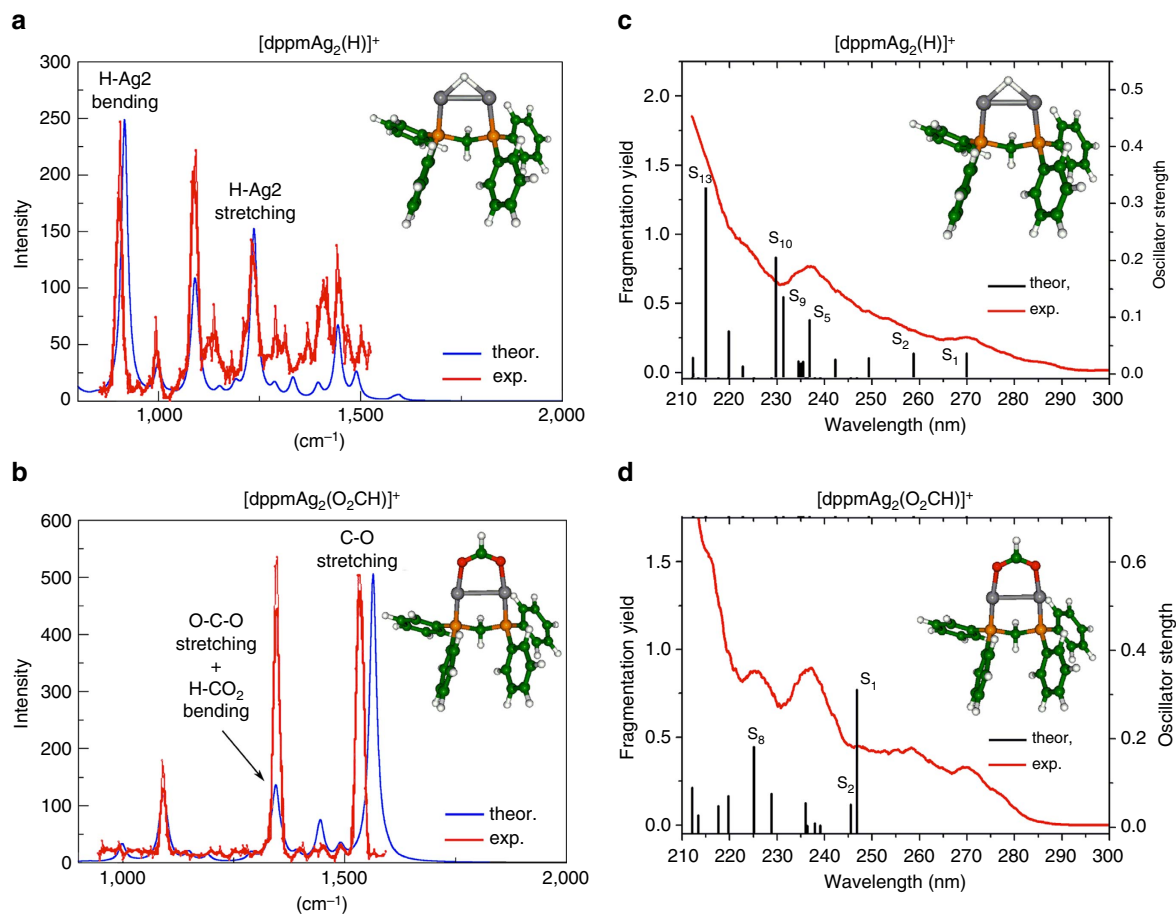 a
[dppmAg₂(H)]⁺
300
250
200
150
100
50
0
Intensity
H-Ag2
bending
H-Ag2
stretching
theor.
exp.
1,000
1,500
2,000
(cm⁻¹)
b
[dppmAg₂(O₂CH)]⁺
600
500
400
300
200
100
0
Intensity
C-O
stretching
O-C-O
stretching
+
H-CO₂
bending
theor.
exp.
1,000
1,500
2,000
(cm⁻¹)
c
[dppmAg₂(H)]⁺
2.0
1.5
1.0
0.5
0.0
Fragmentation yield
S₁₃
S₁₀
S₉
S₅
S₂
S₁
theor,
exp.
0.5
0.4
0.3
0.2
0.1
0.0
Oscillator strength
210 220 230 240 250 260 270 280 290 300
Wavelength (nm)
d
[dppmAg₂(O₂CH)]⁺
1.5
1.0
0.5
0.0
Fragmentation yield
S₈
S₂
S₁
theor,
exp.
0.6
0.4
0.2
0.0
Oscillator stength
210 220 230 240 250 260 270 280 290 300
Wavelength (nm)